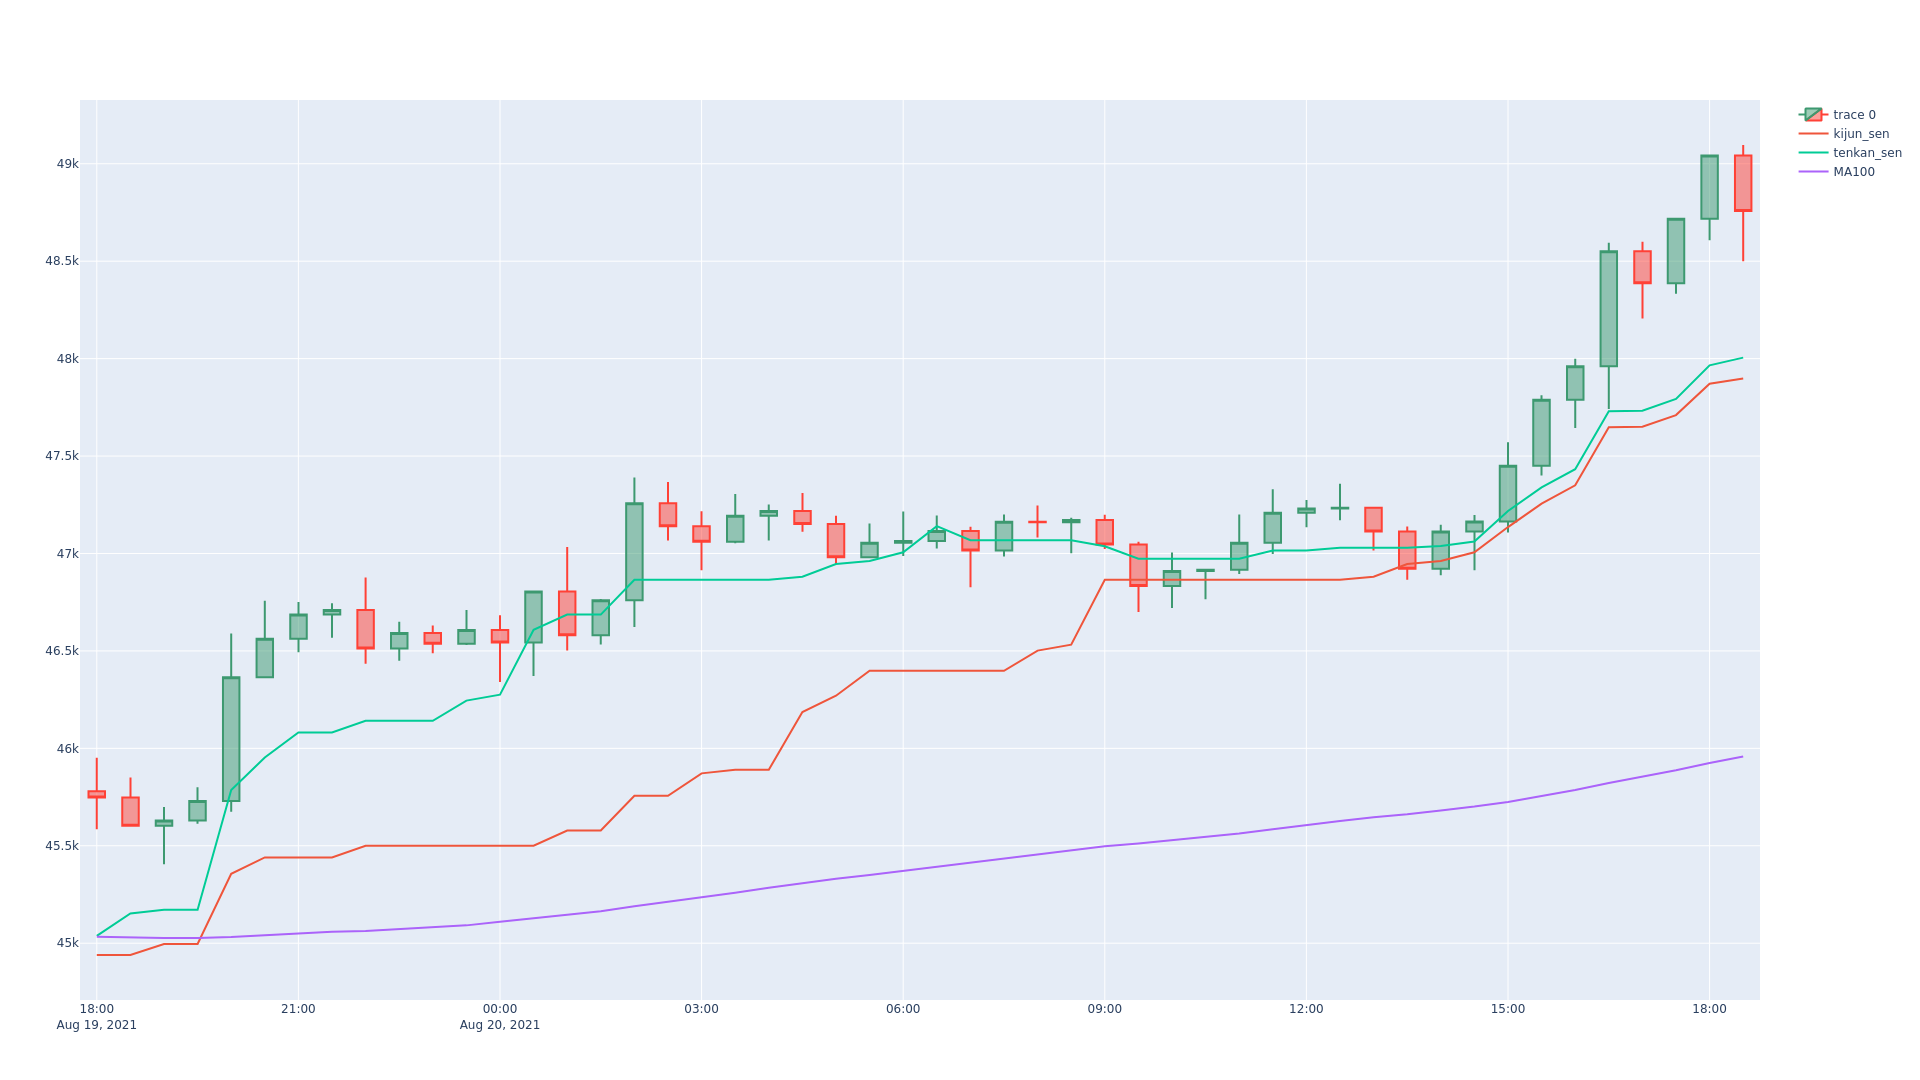 trace 0
kijun_sen
tenkan_sen
MA100
49k
48.5k
48k
47.5k
47k
46.5k
46k
45.5k
45k
18:00 21:00 00:00 03:00 06:00 09:00 12:00 15:00 18:00
Aug 19, 2021 Aug 20, 2021